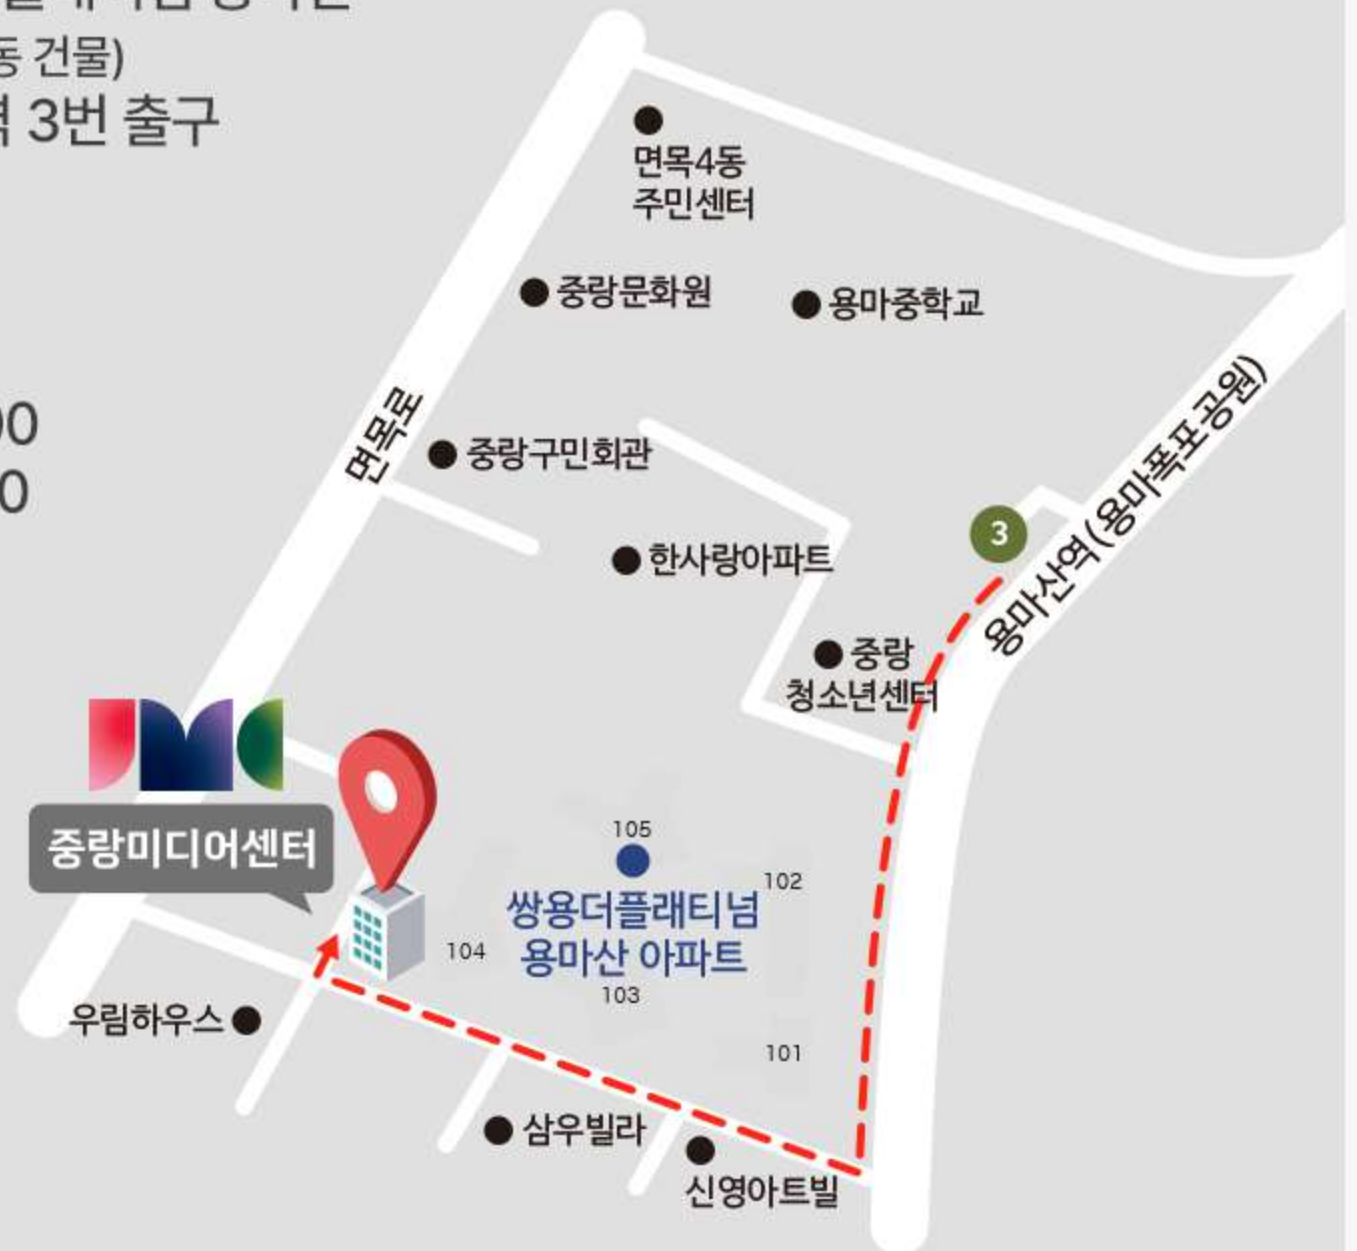 동 건물)
3번 출구
면목4동
주민센터
중랑문화원
용마중학교
면목로
중랑구민회관
용마산역(용마폭포공원)
3
한사랑아파트
중랑
청소년센터
중랑미디어센터
105
102
쌍용더플래티넘
용마산 아파트
104
103
101
우림하우스
삼우빌라
신영아트빌